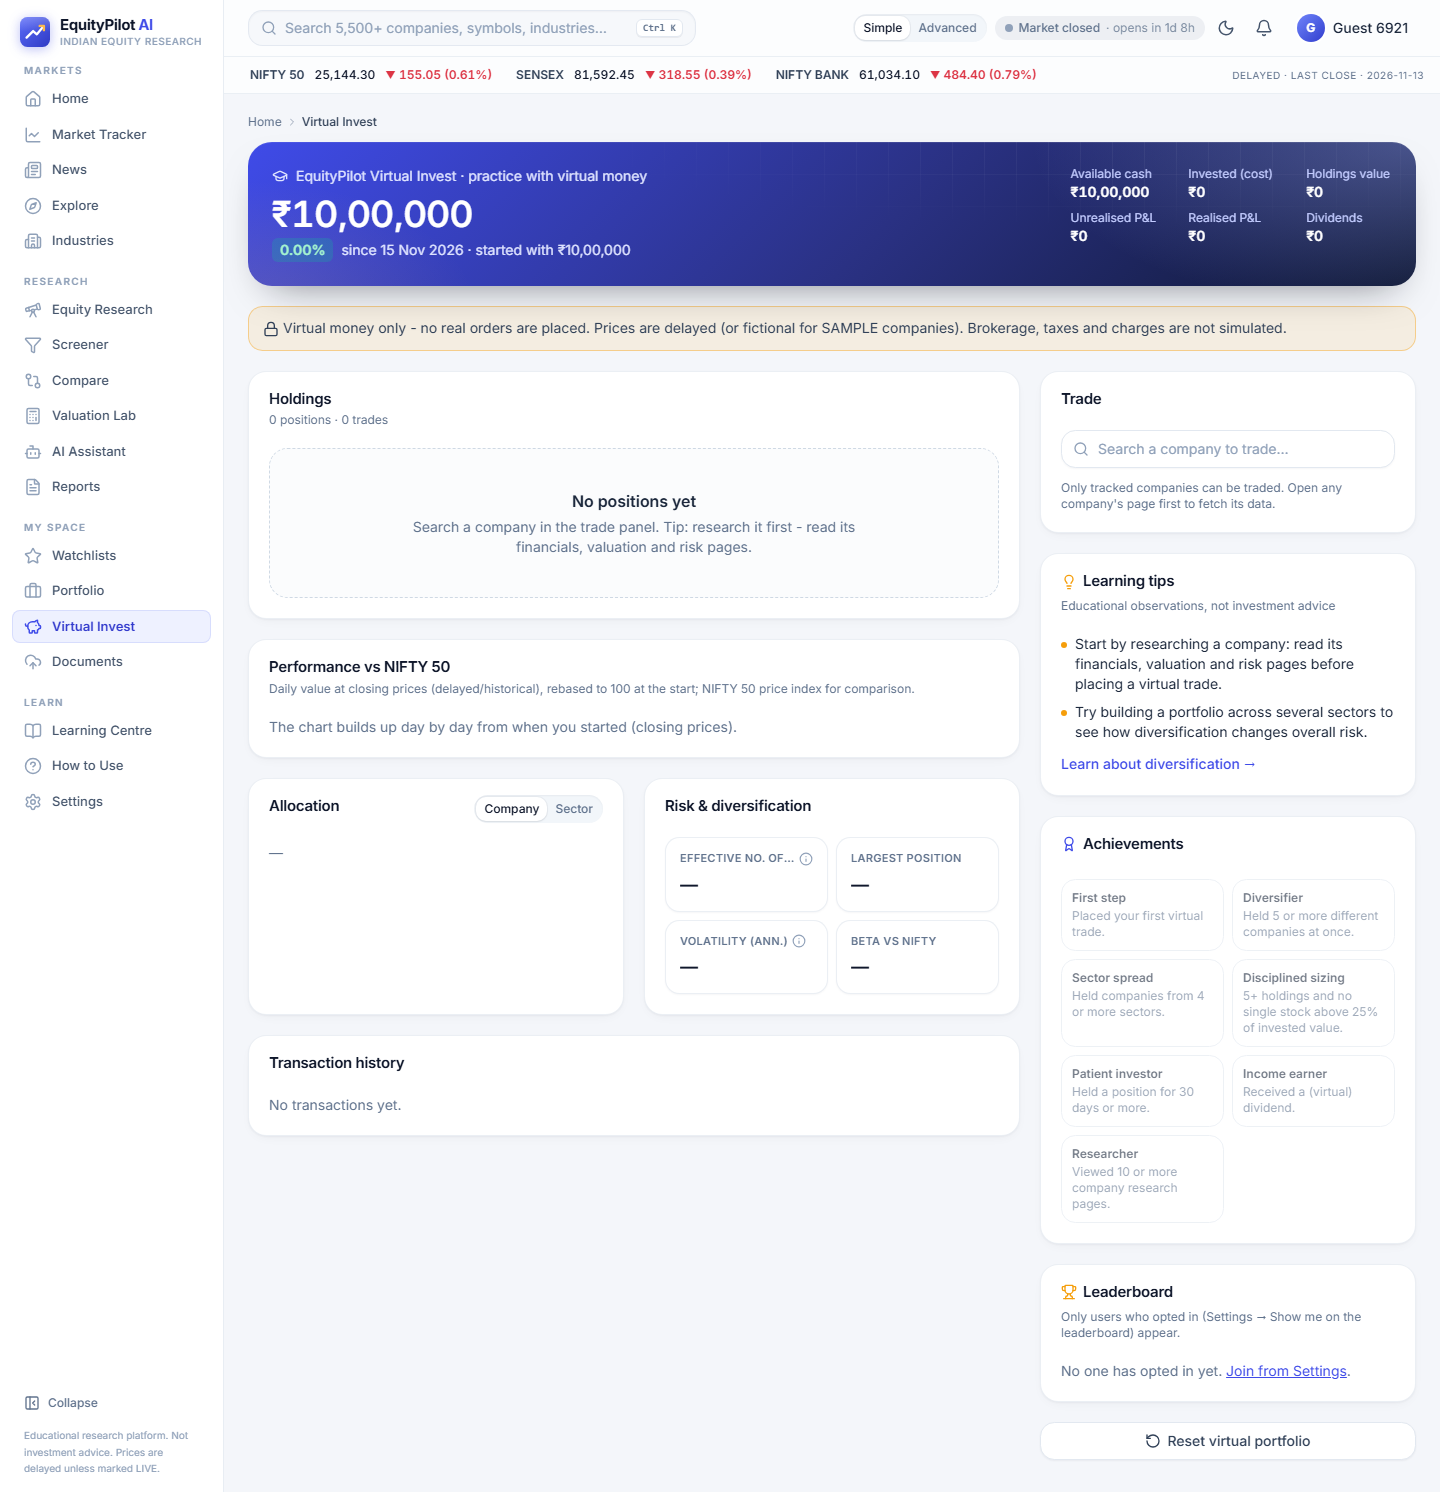 EquityPilot AI
INDIAN EQUITY RESEARCH
MARKETS
Home
Market Tracker
News
Explore
Industries
RESEARCH
Equity Research
Screener
Compare
Valuation Lab
AI Assistant
Reports
MY SPACE
Watchlists
Portfolio
Virtual Invest
Documents
LEARN
Learning Centre
How to Use
Settings
Collapse
Educational research platform. Not
investment advice. Prices are
delayed unless marked LIVE.
Search 5,500+ companies, symbols, industries...
Ctrl K
Simple Advanced
Market closed · opens in 1d 8h
G Guest 6921
NIFTY 50 25,144.30 ▼ 155.05 (0.61%) SENSEX 81,592.45 ▼ 318.55 (0.39%) NIFTY BANK 61,034.10 ▼ 484.40 (0.79%)
DELAYED · LAST CLOSE · 2026-11-13
Home › Virtual Invest
EquityPilot Virtual Invest · practice with virtual money
₹10,00,000
0.00% since 15 Nov 2026 · started with ₹10,00,000
Available cash Invested (cost) Holdings value
₹10,00,000 ₹0 ₹0
Unrealised P&L Realised P&L Dividends
₹0 ₹0 ₹0
Virtual money only - no real orders are placed. Prices are delayed (or fictional for SAMPLE companies). Brokerage, taxes and charges are not simulated.
Holdings
0 positions · 0 trades
No positions yet
Search a company in the trade panel. Tip: research it first - read its
financials, valuation and risk pages.
Performance vs NIFTY 50
Daily value at closing prices (delayed/historical), rebased to 100 at the start; NIFTY 50 price index for comparison.
The chart builds up day by day from when you started (closing prices).
Allocation
Company Sector
—
Risk & diversification
EFFECTIVE NO. OF...
—
LARGEST POSITION
—
VOLATILITY (ANN.)
—
BETA VS NIFTY
—
Transaction history
No transactions yet.
Trade
Search a company to trade...
Only tracked companies can be traded. Open any
company's page first to fetch its data.
Learning tips
Educational observations, not investment advice
Start by researching a company: read its
financials, valuation and risk pages before
placing a virtual trade.
Try building a portfolio across several sectors to
see how diversification changes overall risk.
Learn about diversification →
Achievements
First step
Placed your first virtual
trade.
Diversifier
Held 5 or more different
companies at once.
Sector spread
Held companies from 4
or more sectors.
Disciplined sizing
5+ holdings and no
single stock above 25%
of invested value.
Patient investor
Held a position for 30
days or more.
Income earner
Received a (virtual)
dividend.
Researcher
Viewed 10 or more
company research
pages.
Leaderboard
Only users who opted in (Settings → Show me on the
leaderboard) appear.
No one has opted in yet. Join from Settings.
Reset virtual portfolio